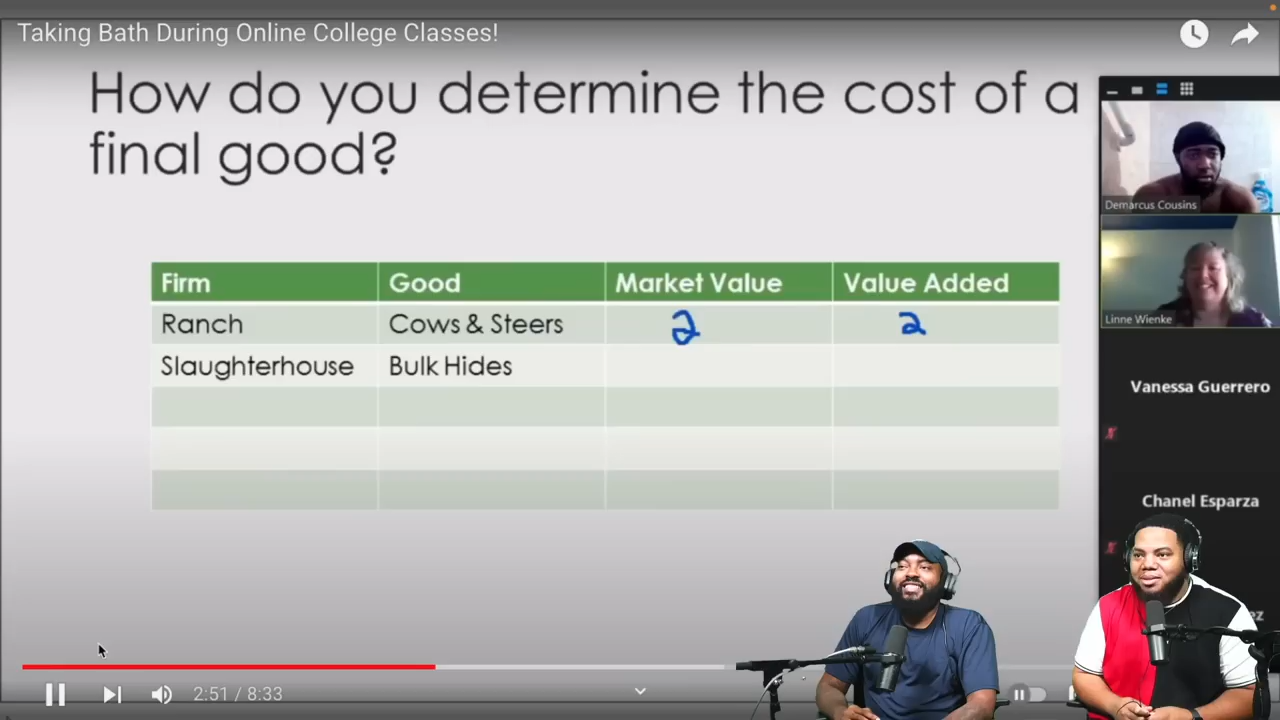 Taking Bath During Online College Classes!
How do you determine the cost of a
final good?
Firm Good Market Value Value Added
Ranch Cows & Steers 2 2
Slaughterhouse Bulk Hides
Demarcus Cousins
Linne Wienke
Vanessa Guerrero
Chanel Esparza
ez
2:51 / 8:33